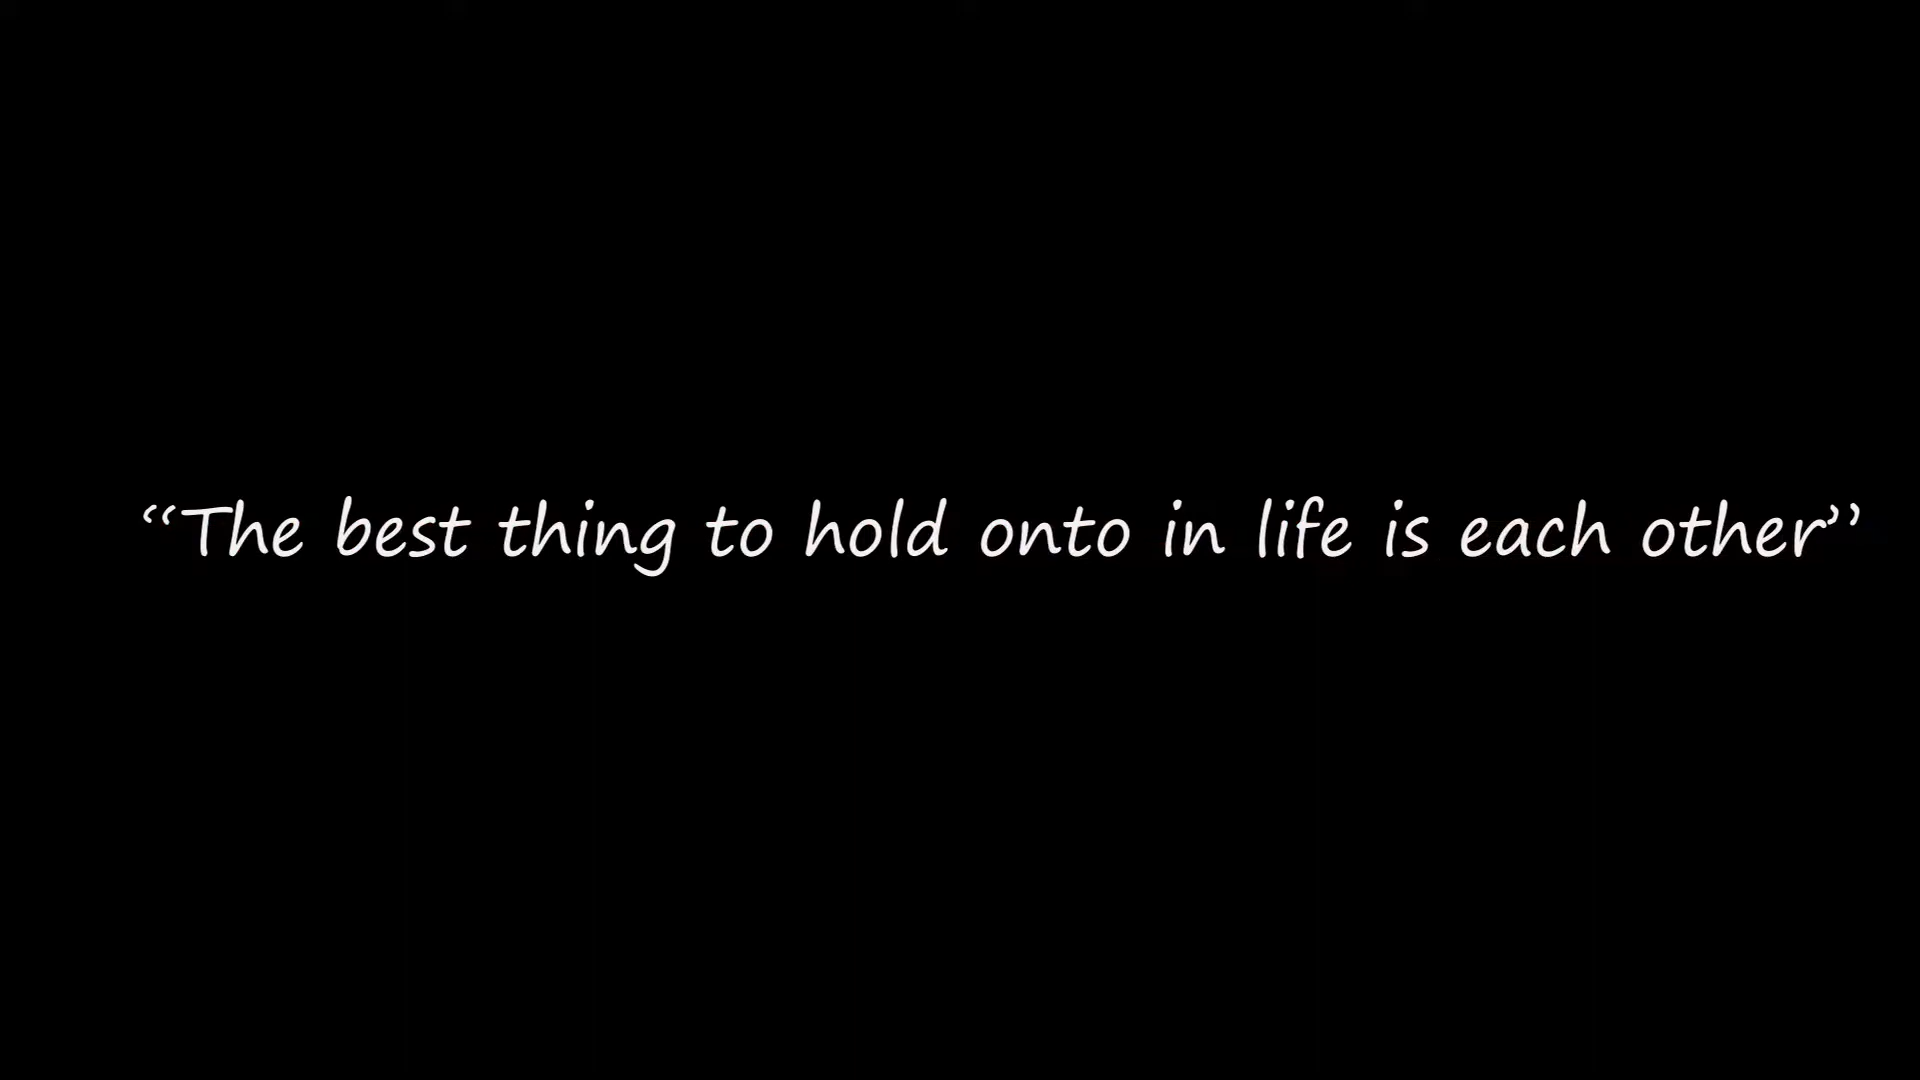 “The best thing to hold onto in life is each other”